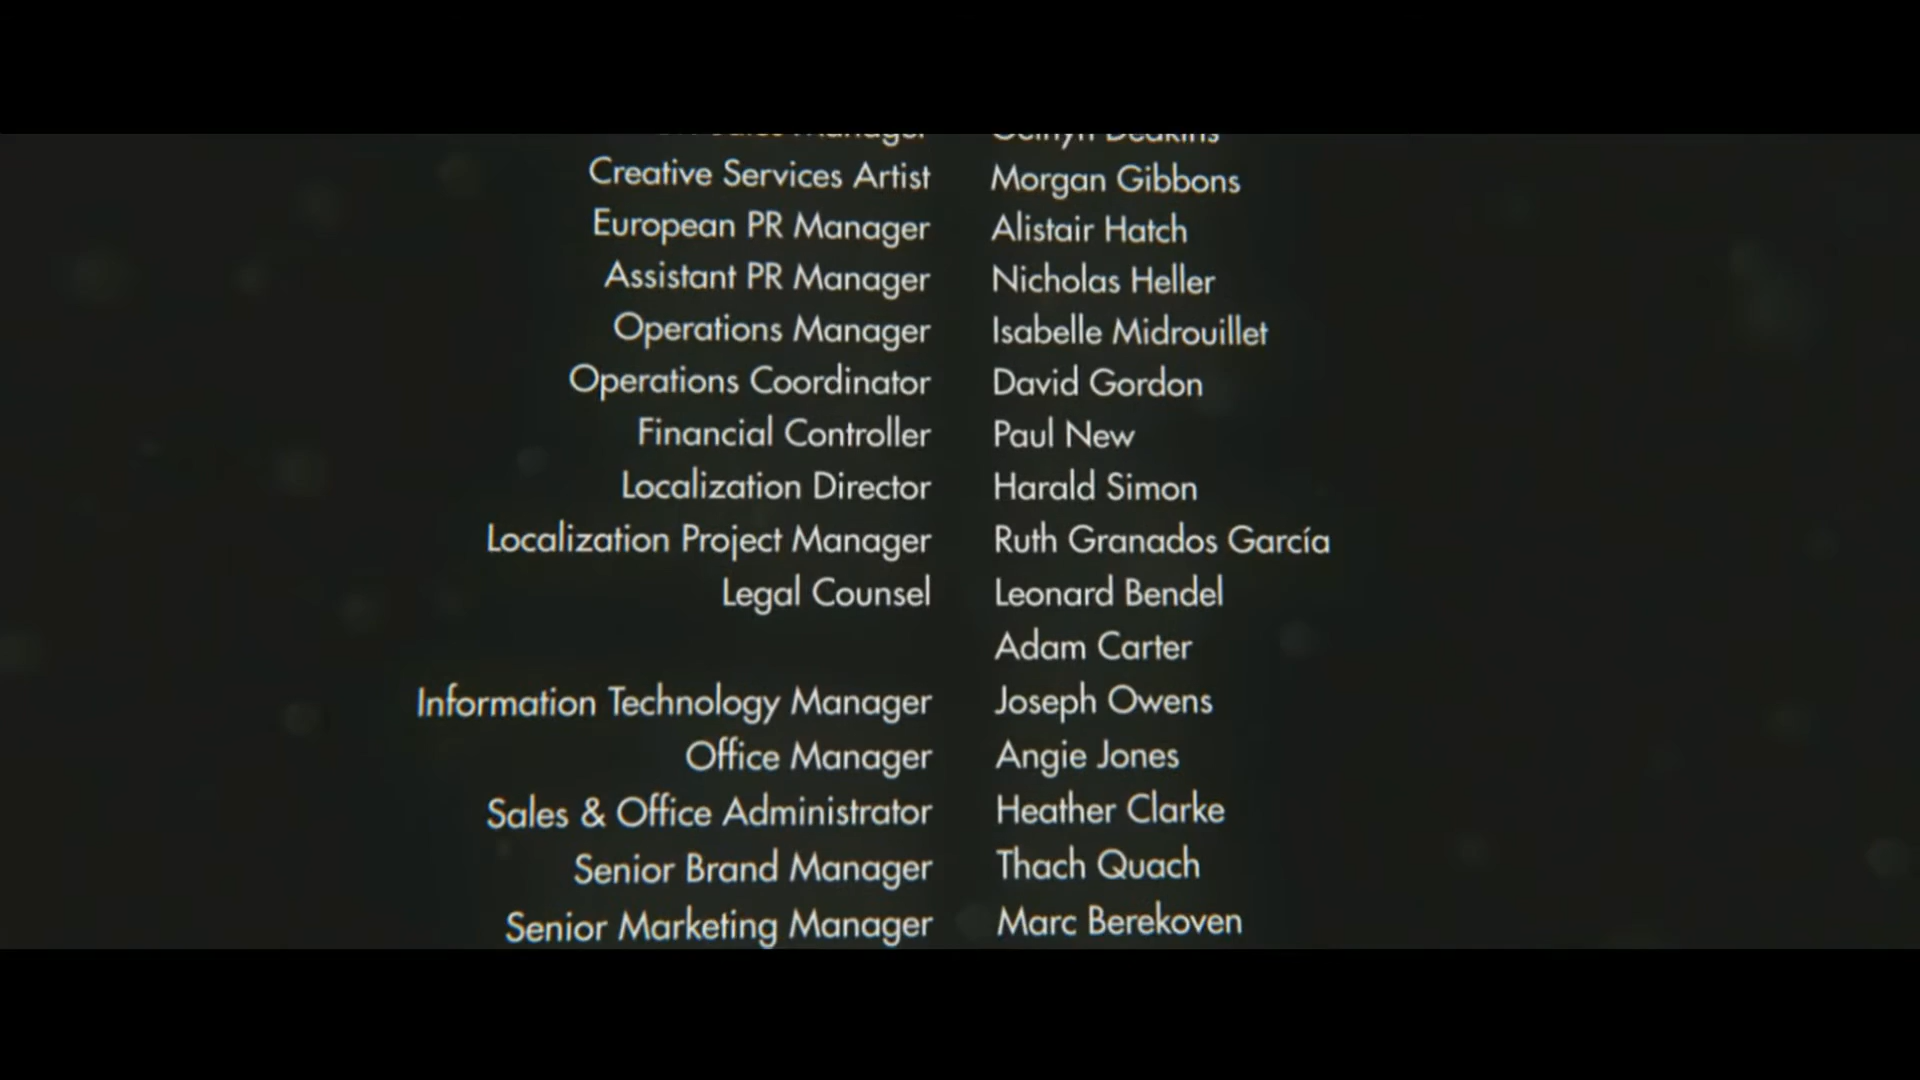 Manager
Creative Services Artist Morgan Gibbons
European PR Manager Alistair Hatch
Assistant PR Manager Nicholas Heller
Operations Manager Isabelle Midrouillet
Operations Coordinator David Gordon
Financial Controller Paul New
Localization Director Harald Simon
Localization Project Manager Ruth Granados García
Legal Counsel Leonard Bendel
Adam Carter
Information Technology Manager Joseph Owens
Office Manager Angie Jones
Sales & Office Administrator Heather Clarke
Senior Brand Manager Thach Quach
Senior Marketing Manager Marc Berekoven